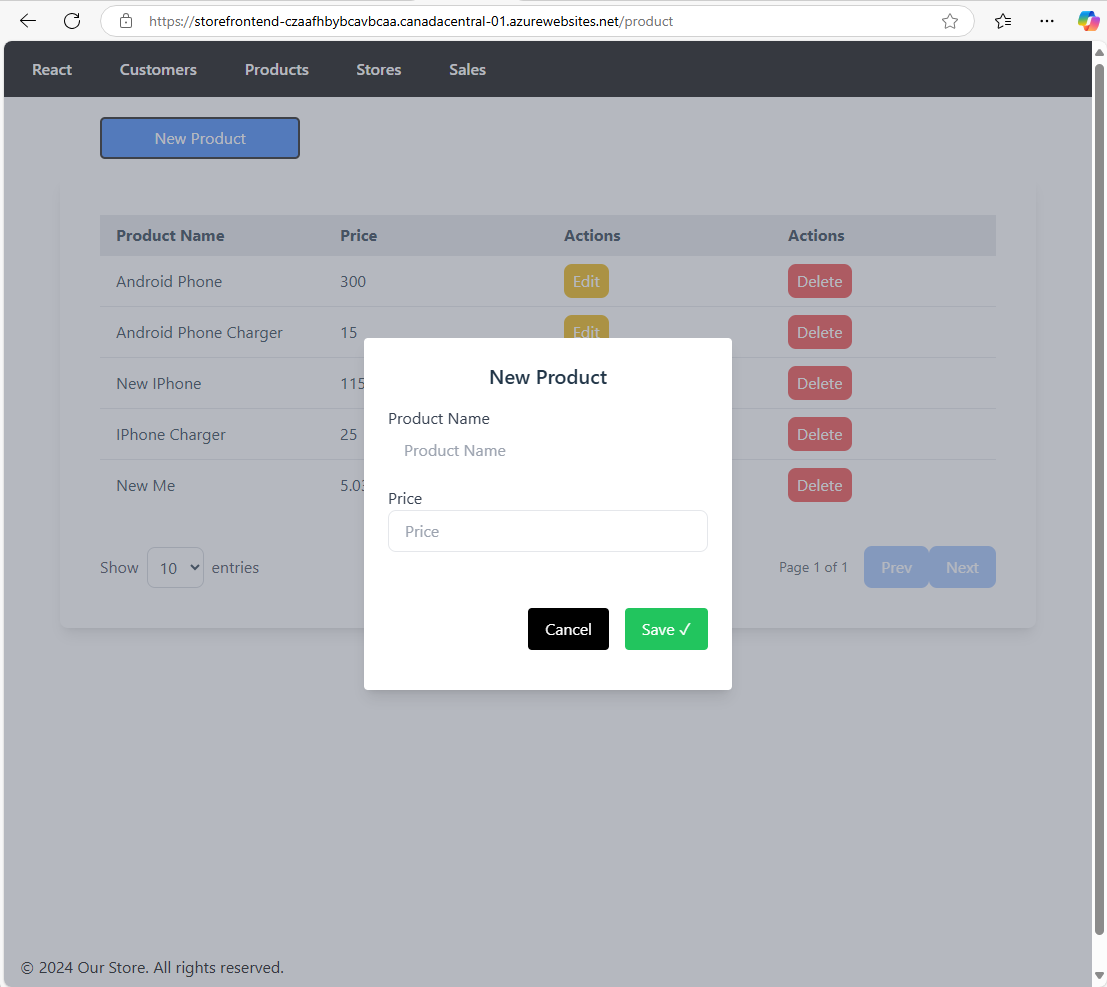 https://storefrontend-czaafhbybcavbcaa.canadacentral-01.azurewebsites.net/product
React Customers Products Stores Sales
New Product
Product Name Price Actions Actions
Android Phone 300 Edit Delete
Android Phone Charger 15 Edit Delete
New IPhone 115 Delete
IPhone Charger 25 Delete
New Me 5.03 Delete
New Product
Product Name
Product Name
Price
Price
Cancel Save ✓
Show 10 entries Page 1 of 1 Prev Next
© 2024 Our Store. All rights reserved.